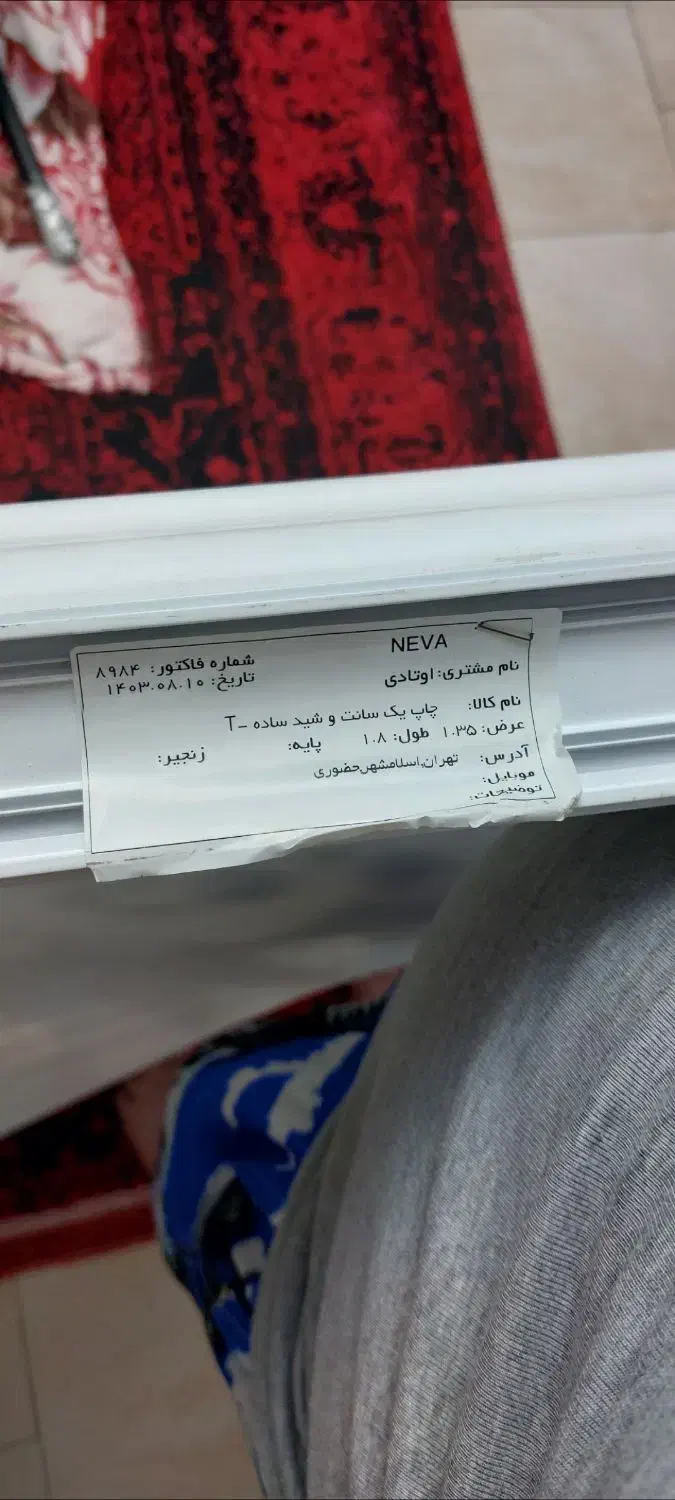 NEVA
شماره فاکتور: ۸۹۸۴
تاریخ: ۱۴۰۳.۰۸.۱۰
نام مشتری: اوتادی
نام کالا: چاپ یک سانت و شید ساده -T
عرض: ۱.۳۵ طول: ۱.۸ پایه: زنجیر:
آدرس: تهران,اسلامشهر,حضوری
موبایل:
توضیحات: